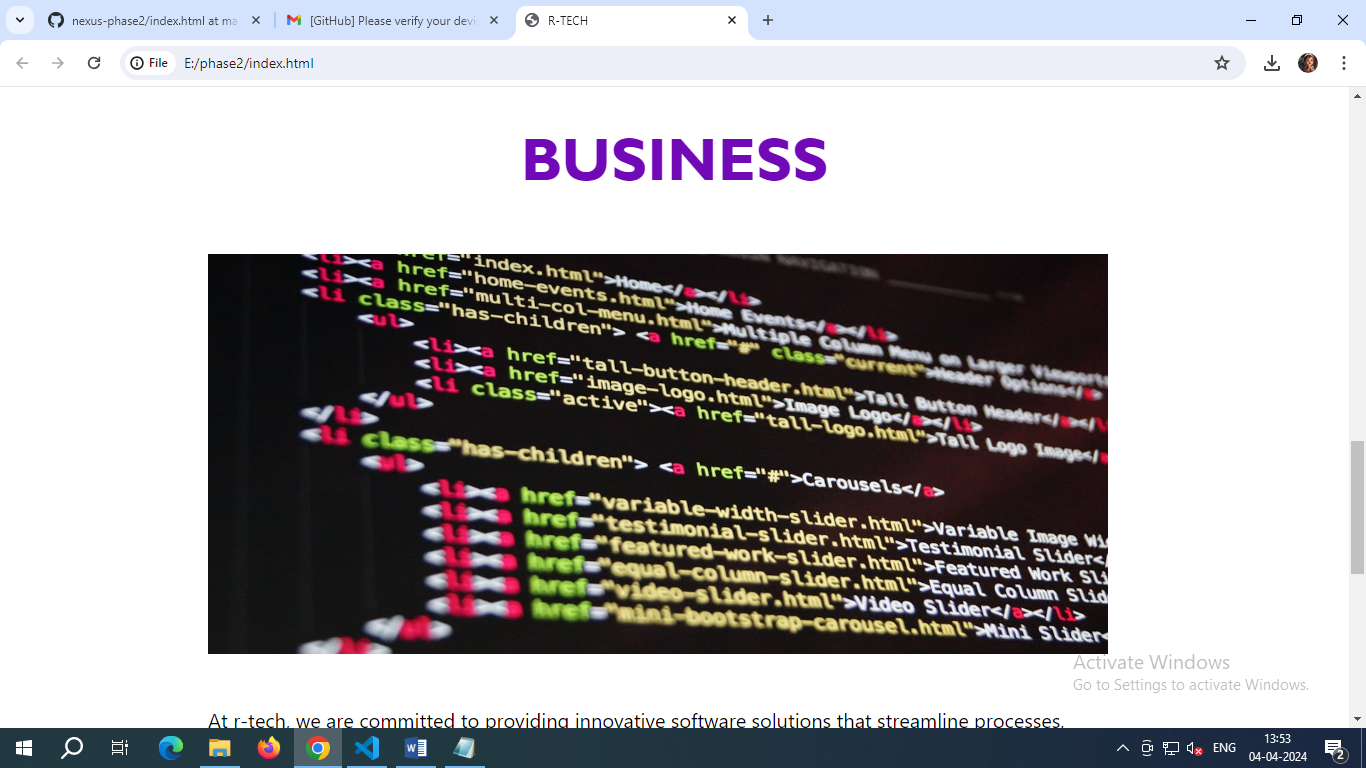 nexus-phase2/index.html at ma
[GitHub] Please verify your devi
R-TECH
File
E:/phase2/index.html
BUSINESS
<li><a href="index.html">Home</a></li>
<li><a href="home-events.html">Home Events</a></li>
<li class="multi-col-menu.html">Multiple Column Menu on Larger Viewports
<li class="has-children"> <a href="#" class="current">Header Options</a>
<ul>
<li><a href="tall-button-header.html">Tall Button Header</a></l
<li><a href="image-logo.html">Image Logo</a></li>
<li class="active"><a href="tall-logo.html">Tall Logo Image</a
</ul>
</li>
<li class="has-children"> <a href="#">Carousels</a>
<ul>
<li><a href="variable-width-slider.html">Variable Image Wi
<li><a href="testimonial-slider.html">Testimonial Slider</
<li><a href="featured-work-slider.html">Featured Work Sli
<li><a href="equal-column-slider.html">Equal Column Slid
<li><a href="video-slider.html">Video Slider</a></li>
<li><a href="mini-bootstrap-carousel.html">Mini Slider<
</ul>
</li>
Activate Windows
Go to Settings to activate Windows.
At r-tech, we are committed to providing innovative software solutions that streamline processes,
ENG
13:53
04-04-2024
2